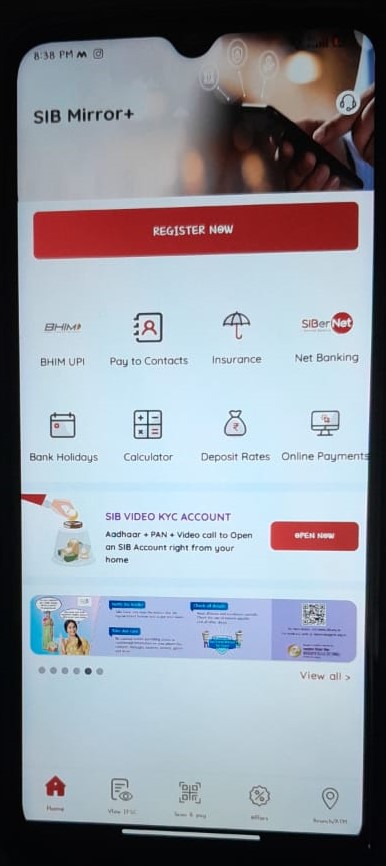 8:38 PM
SIB Mirror+
REGISTER NOW
BHIM
SIBerNet
BHIM UPI
Pay to Contacts
Insurance
Net Banking
Bank Holidays
Calculator
Deposit Rates
Online Payments
SIB VIDEO KYC ACCOUNT
Aadhaar + PAN + Video call to Open
an SIB Account right from your
home
OPEN NOW
View all >
Home
View IFSC
Scan & pay
Offers
Branch/ATM